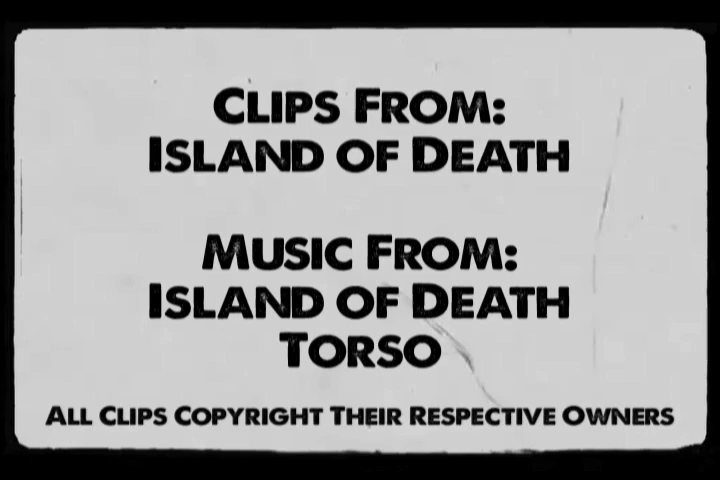 Clips From:
Island of Death
Music From:
Island of Death
Torso
All Clips Copyright Their Respective Owners